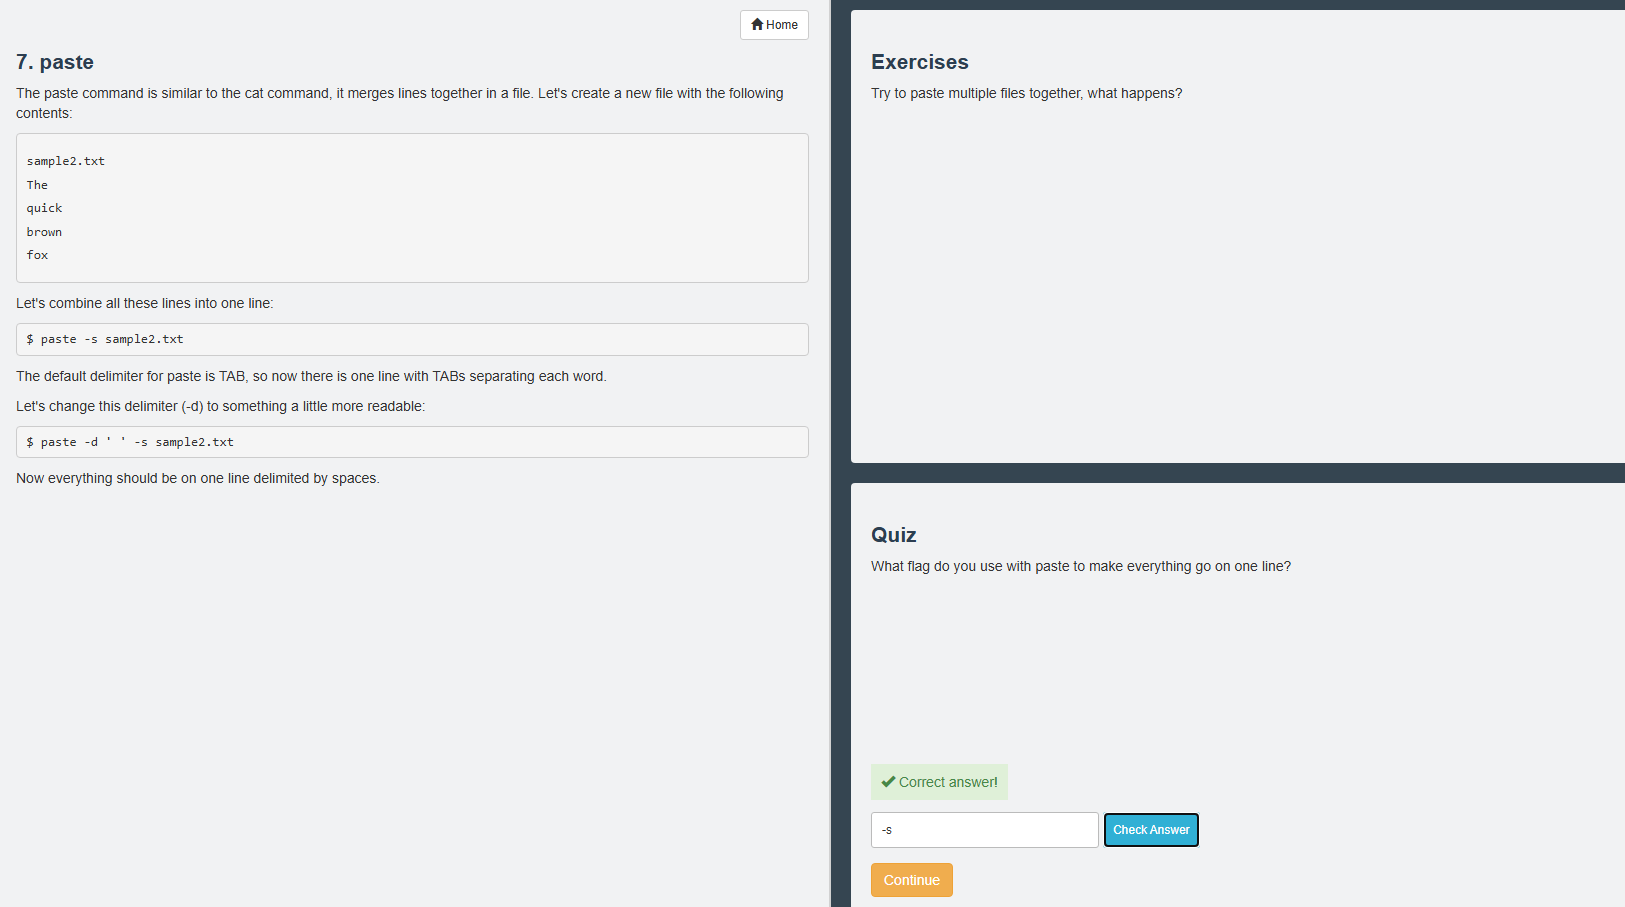 Home
7. paste
The paste command is similar to the cat command, it merges lines together in a file. Let's create a new file with the following
contents:
sample2.txt
The
quick
brown
fox
Let's combine all these lines into one line:
$ paste -s sample2.txt
The default delimiter for paste is TAB, so now there is one line with TABs separating each word.
Let's change this delimiter (-d) to something a little more readable:
$ paste -d ' ' -s sample2.txt
Now everything should be on one line delimited by spaces.
Exercises
Try to paste multiple files together, what happens?
Quiz
What flag do you use with paste to make everything go on one line?
Correct answer!
-s
Check Answer
Continue